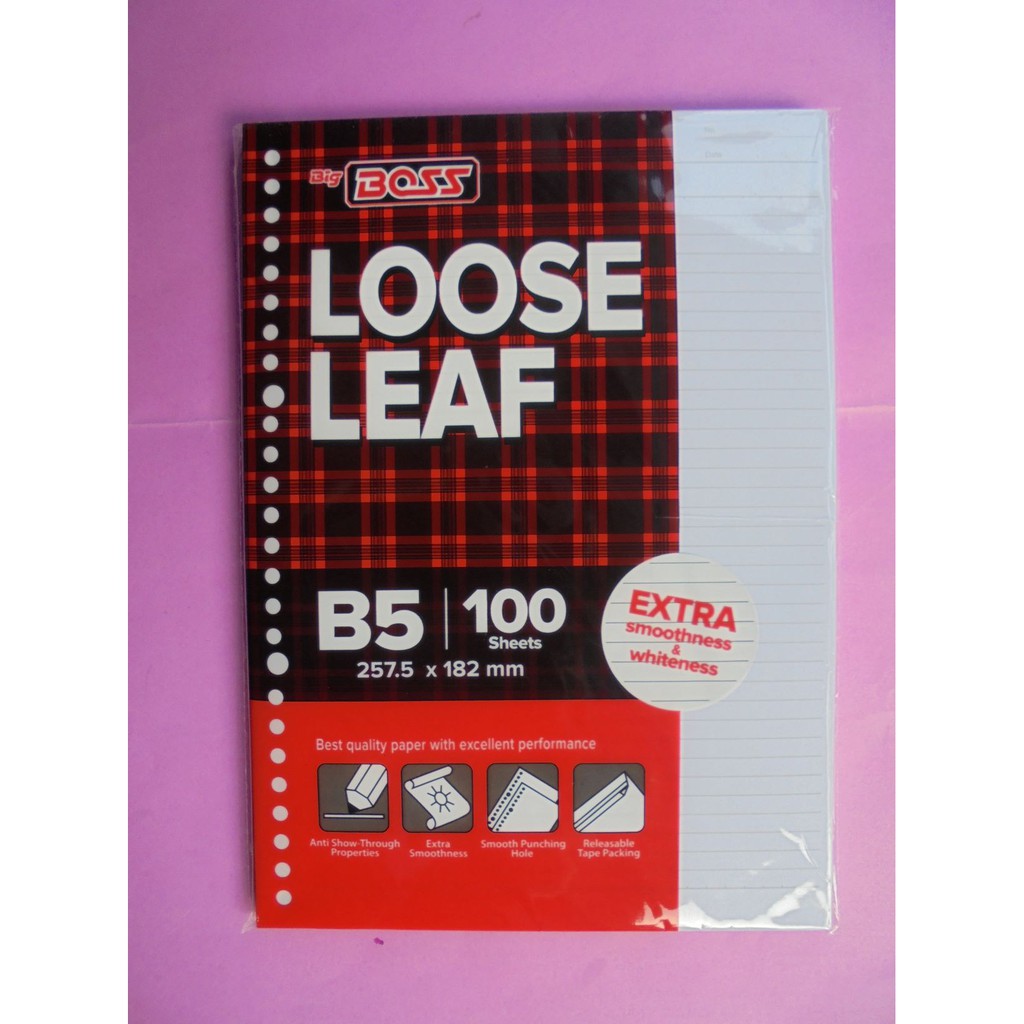 Big BOSS
LOOSE
LEAF
B5 100
Sheets
257.5 x 182 mm
EXTRA
smoothness
&
whiteness
Best quality paper with excellent performance
Anti Show-Through
Properties
Extra
Smoothness
Smooth Punching
Hole
Releasable
Tape Packing